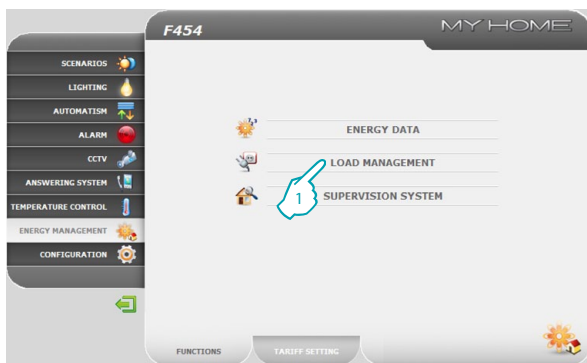 F454
MY HOME
SCENARIOS
LIGHTING
AUTOMATISM
ALARM
CCTV
ANSWERING SYSTEM
TEMPERATURE CONTROL
ENERGY MANAGEMENT
CONFIGURATION
ENERGY DATA
LOAD MANAGEMENT
SUPERVISION SYSTEM
1
FUNCTIONS
TARIFF SETTING